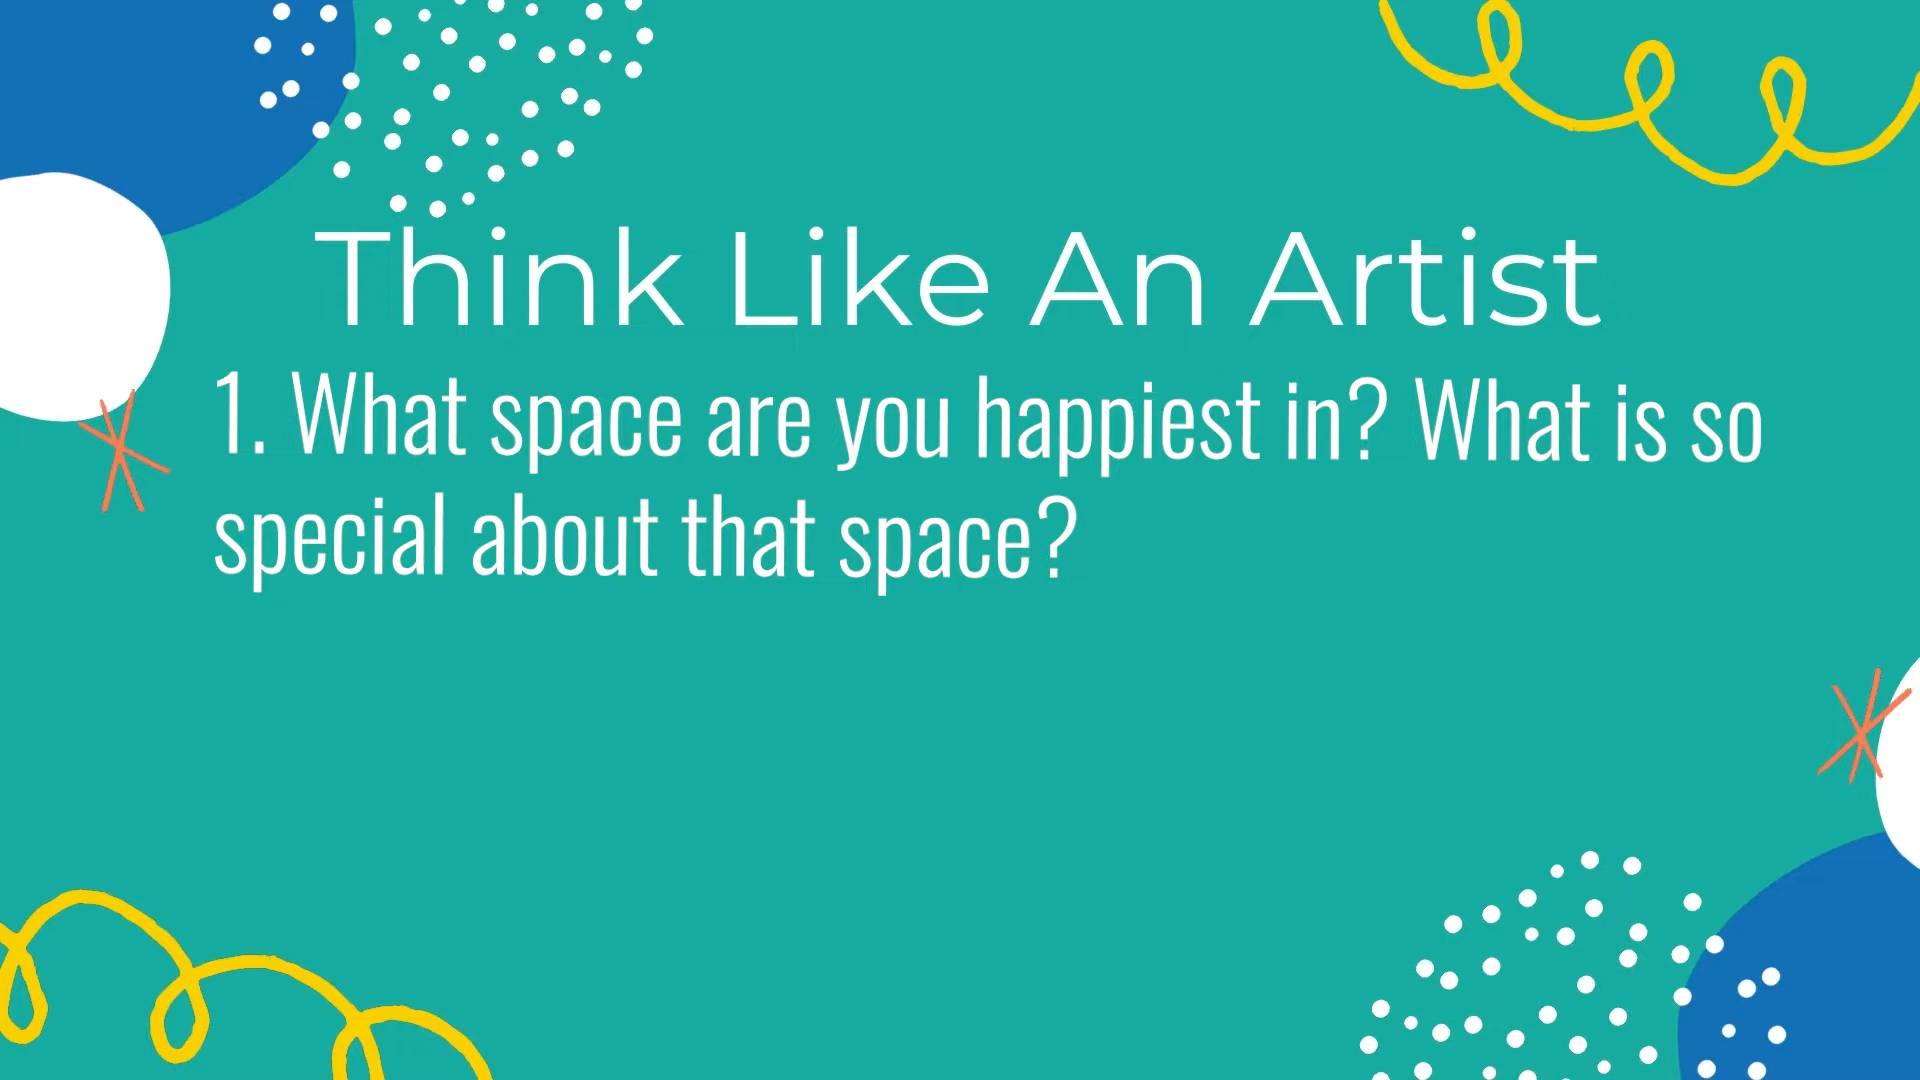 Think Like An Artist
1. What space are you happiest in? What is so
special about that space?